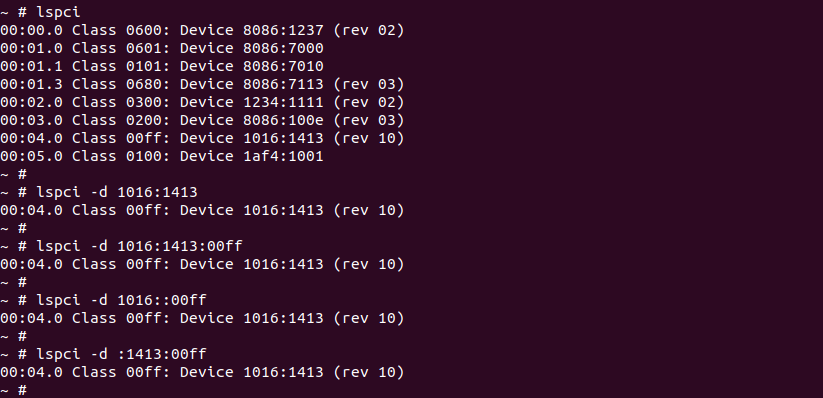 ~ # lspci
00:00.0 Class 0600: Device 8086:1237 (rev 02)
00:01.0 Class 0601: Device 8086:7000
00:01.1 Class 0101: Device 8086:7010
00:01.3 Class 0680: Device 8086:7113 (rev 03)
00:02.0 Class 0300: Device 1234:1111 (rev 02)
00:03.0 Class 0200: Device 8086:100e (rev 03)
00:04.0 Class 00ff: Device 1016:1413 (rev 10)
00:05.0 Class 0100: Device 1af4:1001
~ #
~ # lspci -d 1016:1413
00:04.0 Class 00ff: Device 1016:1413 (rev 10)
~ #
~ # lspci -d 1016:1413:00ff
00:04.0 Class 00ff: Device 1016:1413 (rev 10)
~ #
~ # lspci -d 1016::00ff
00:04.0 Class 00ff: Device 1016:1413 (rev 10)
~ #
~ # lspci -d :1413:00ff
00:04.0 Class 00ff: Device 1016:1413 (rev 10)
~ #